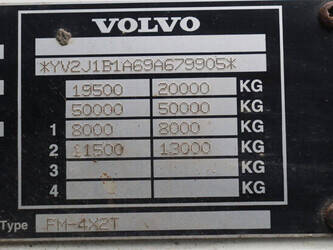 VOLVO
*YV2J1B1A69A679905*
19500 20000 KG
50000 50000 KG
1 8000 8000 KG
2 11500 13000 KG
3 KG
4 KG
Type FM-4X2T